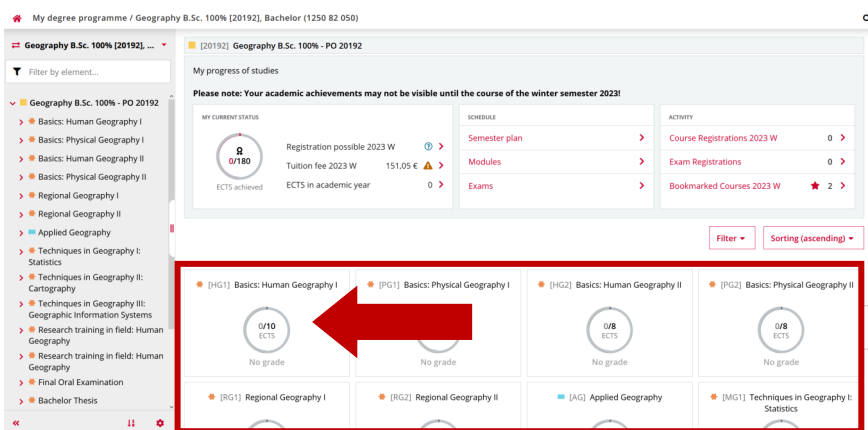 My degree programme / Geography B.Sc. 100% [20192], Bachelor (1250 82 050)
Geography B.Sc. 100% [20192], ...
Filter by element...
Geography B.Sc. 100% - PO 20192
Basics: Human Geography I
Basics: Physical Geography I
Basics: Human Geography II
Basics: Physical Geography II
Regional Geography I
Regional Geography II
Applied Geography
Techniques in Geography I:
Statistics
Techniques in Geography II:
Cartography
Techinques in Geography III:
Geographic Information Systems
Research training in field: Human
Geography
Research training in field: Human
Geography
Final Oral Examination
Bachelor Thesis
[20192] Geography B.Sc. 100% - PO 20192
My progress of studies
Please note: Your academic achievements may not be visible until the course of the winter semester 2023!
MY CURRENT STATUS
0/180
ECTS achieved
Registration possible 2023 W
Tuition fee 2023 W 151,05 €
ECTS in academic year 0
SCHEDULE
Semester plan
Modules
Exams
ACTIVITY
Course Registrations 2023 W 0
Exam Registrations 0
Bookmarked Courses 2023 W 2
Filter
Sorting (ascending)
[HG1] Basics: Human Geography I
0/10
ECTS
No grade
[PG1] Basics: Physical Geography I
No grade
[HG2] Basics: Human Geography II
0/8
ECTS
No grade
[PG2] Basics: Physical Geography II
0/8
ECTS
No grade
[RG1] Regional Geography I
[RG2] Regional Geography II
[AG] Applied Geography
[MG1] Techniques in Geography I:
Statistics